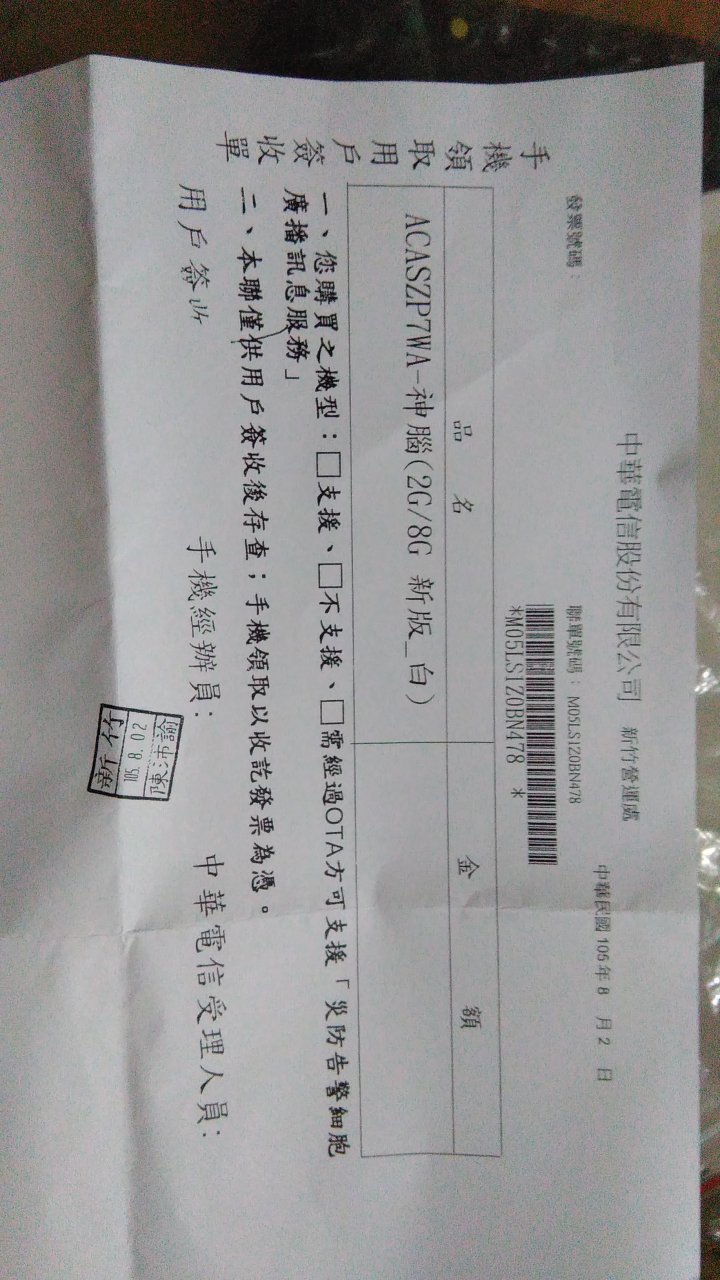 中華電信股份有限公司 新竹營運處
中華民國 105 年 8 月 2 日
發票號碼： 聯單號碼： M05LS1Z0BN478
*M05LS1Z0BN478 *
手機領取用戶簽收單
品 名 金 額
ACASZP7WA-神腦(2G/8G 新版_白)
一、您購買之機型：□支援、□不支援、□需經過OTA方可支援「災防告警細胞
廣播訊息服務」
二、本聯僅供用戶簽收後存查；手機領取以收訖發票為憑。
用戶簽收 手機經辦員： 中華電信受理人員：
105. 8. 02